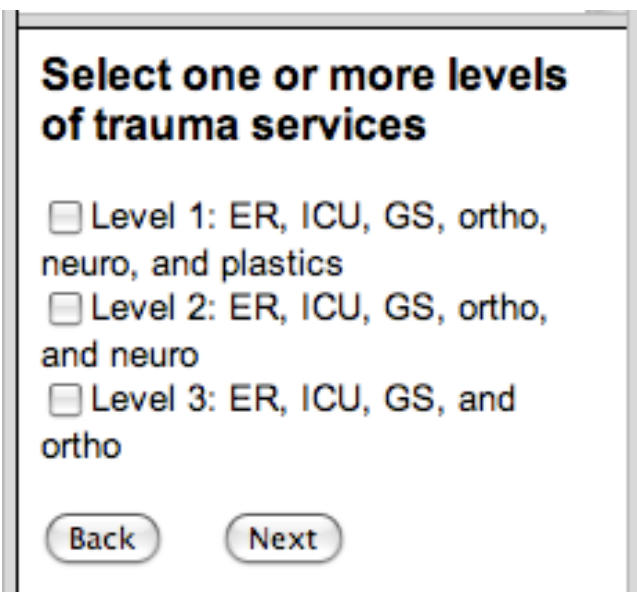 Select one or more levels
of trauma services
Level 1: ER, ICU, GS, ortho,
neuro, and plastics
Level 2: ER, ICU, GS, ortho,
and neuro
Level 3: ER, ICU, GS, and
ortho
Back Next